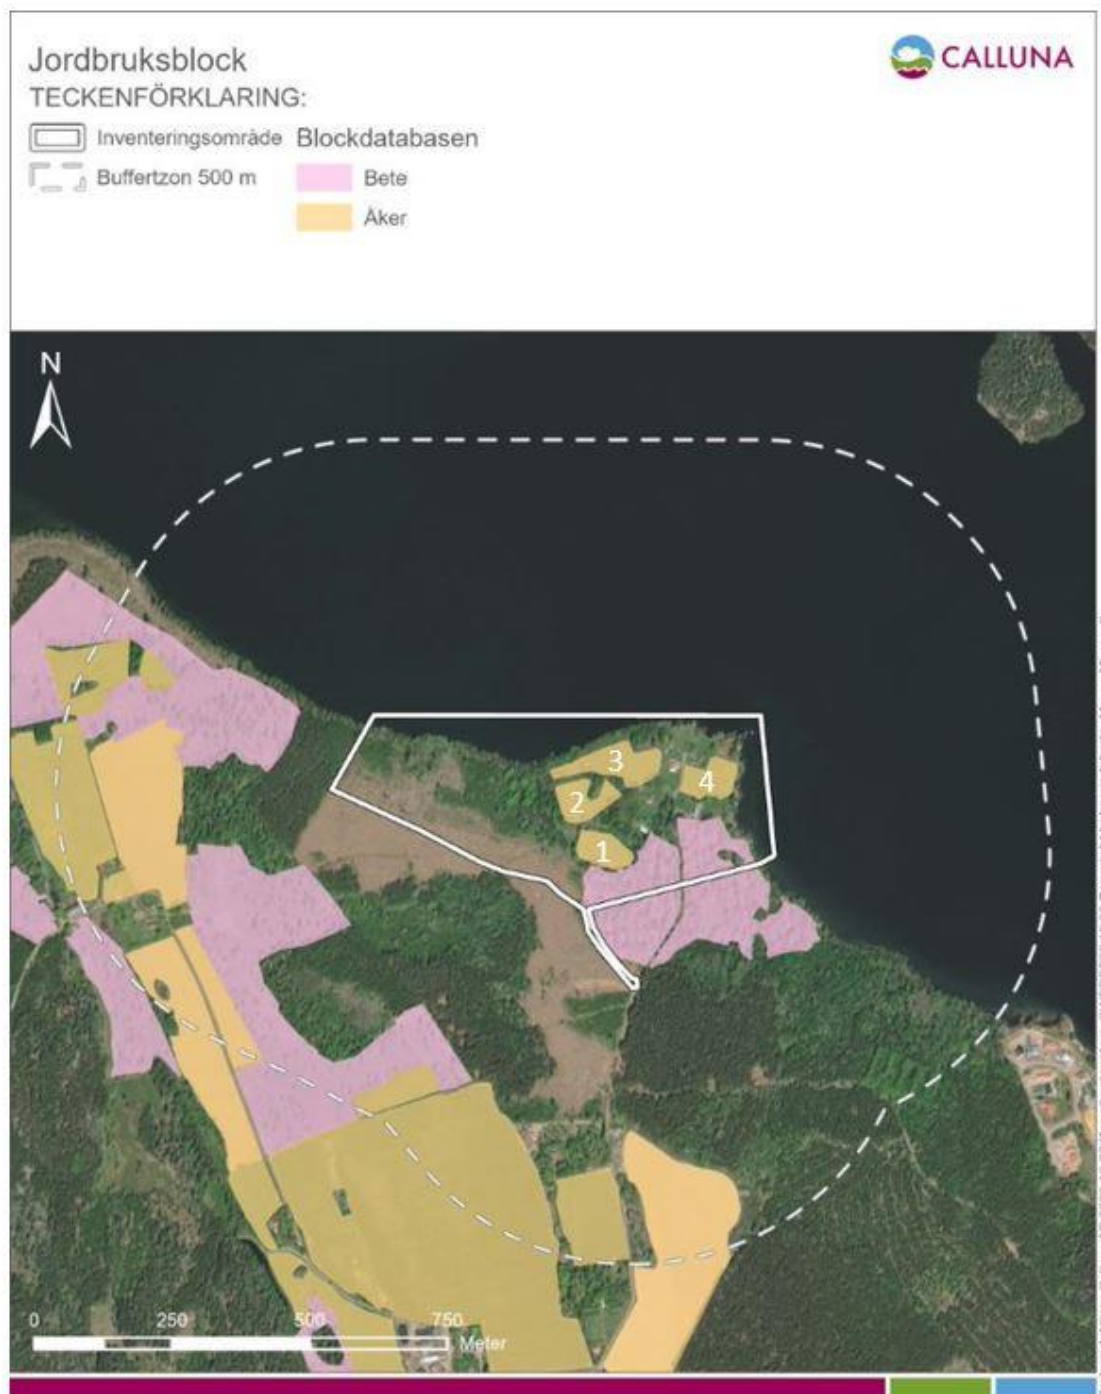 Jordbruksblock
CALLUNA
TECKENFÖRKLARING:
Inventeringsområde
Blockdatabasen
Buffertzon 500 m
Bete
Åker
N
3
4
2
1
0 250 500 750
Meter